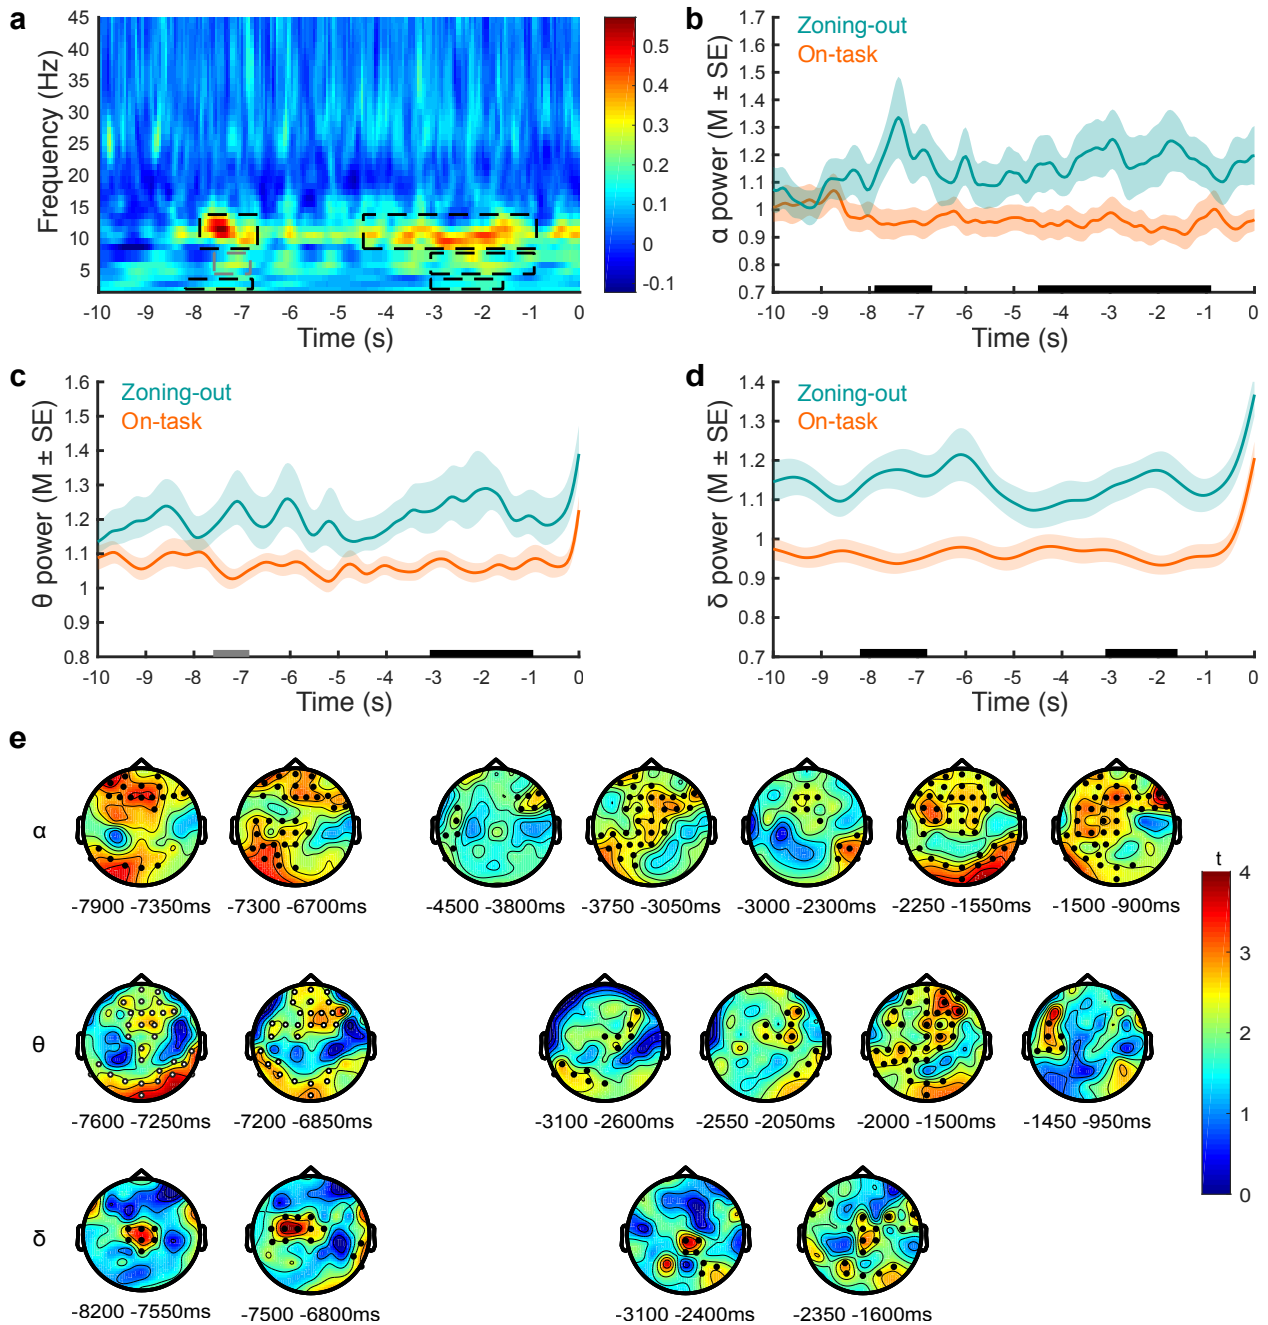 a
45
40
35
30
25
20
15
10
5
Frequency (Hz)
-10 -9 -8 -7 -6 -5 -4 -3 -2 -1 0
Time (s)
0.5
0.4
0.3
0.2
0.1
0
-0.1
b
1.7
1.6
1.5
1.4
1.3
1.2
1.1
1
0.9
0.8
0.7
α power (M ± SE)
Zoning-out
On-task
-10 -9 -8 -7 -6 -5 -4 -3 -2 -1 0
Time (s)
c
1.6
1.5
1.4
1.3
1.2
1.1
1
0.9
0.8
θ power (M ± SE)
Zoning-out
On-task
-10 -9 -8 -7 -6 -5 -4 -3 -2 -1 0
Time (s)
d
1.4
1.3
1.2
1.1
1
0.9
0.8
0.7
δ power (M ± SE)
Zoning-out
On-task
-10 -9 -8 -7 -6 -5 -4 -3 -2 -1 0
Time (s)
e
α
-7900 -7350ms -7300 -6700ms -4500 -3800ms -3750 -3050ms -3000 -2300ms -2250 -1550ms -1500 -900ms
θ
-7600 -7250ms -7200 -6850ms -3100 -2600ms -2550 -2050ms -2000 -1500ms -1450 -950ms
δ
-8200 -7550ms -7500 -6800ms -3100 -2400ms -2350 -1600ms
t
4
3
2
1
0